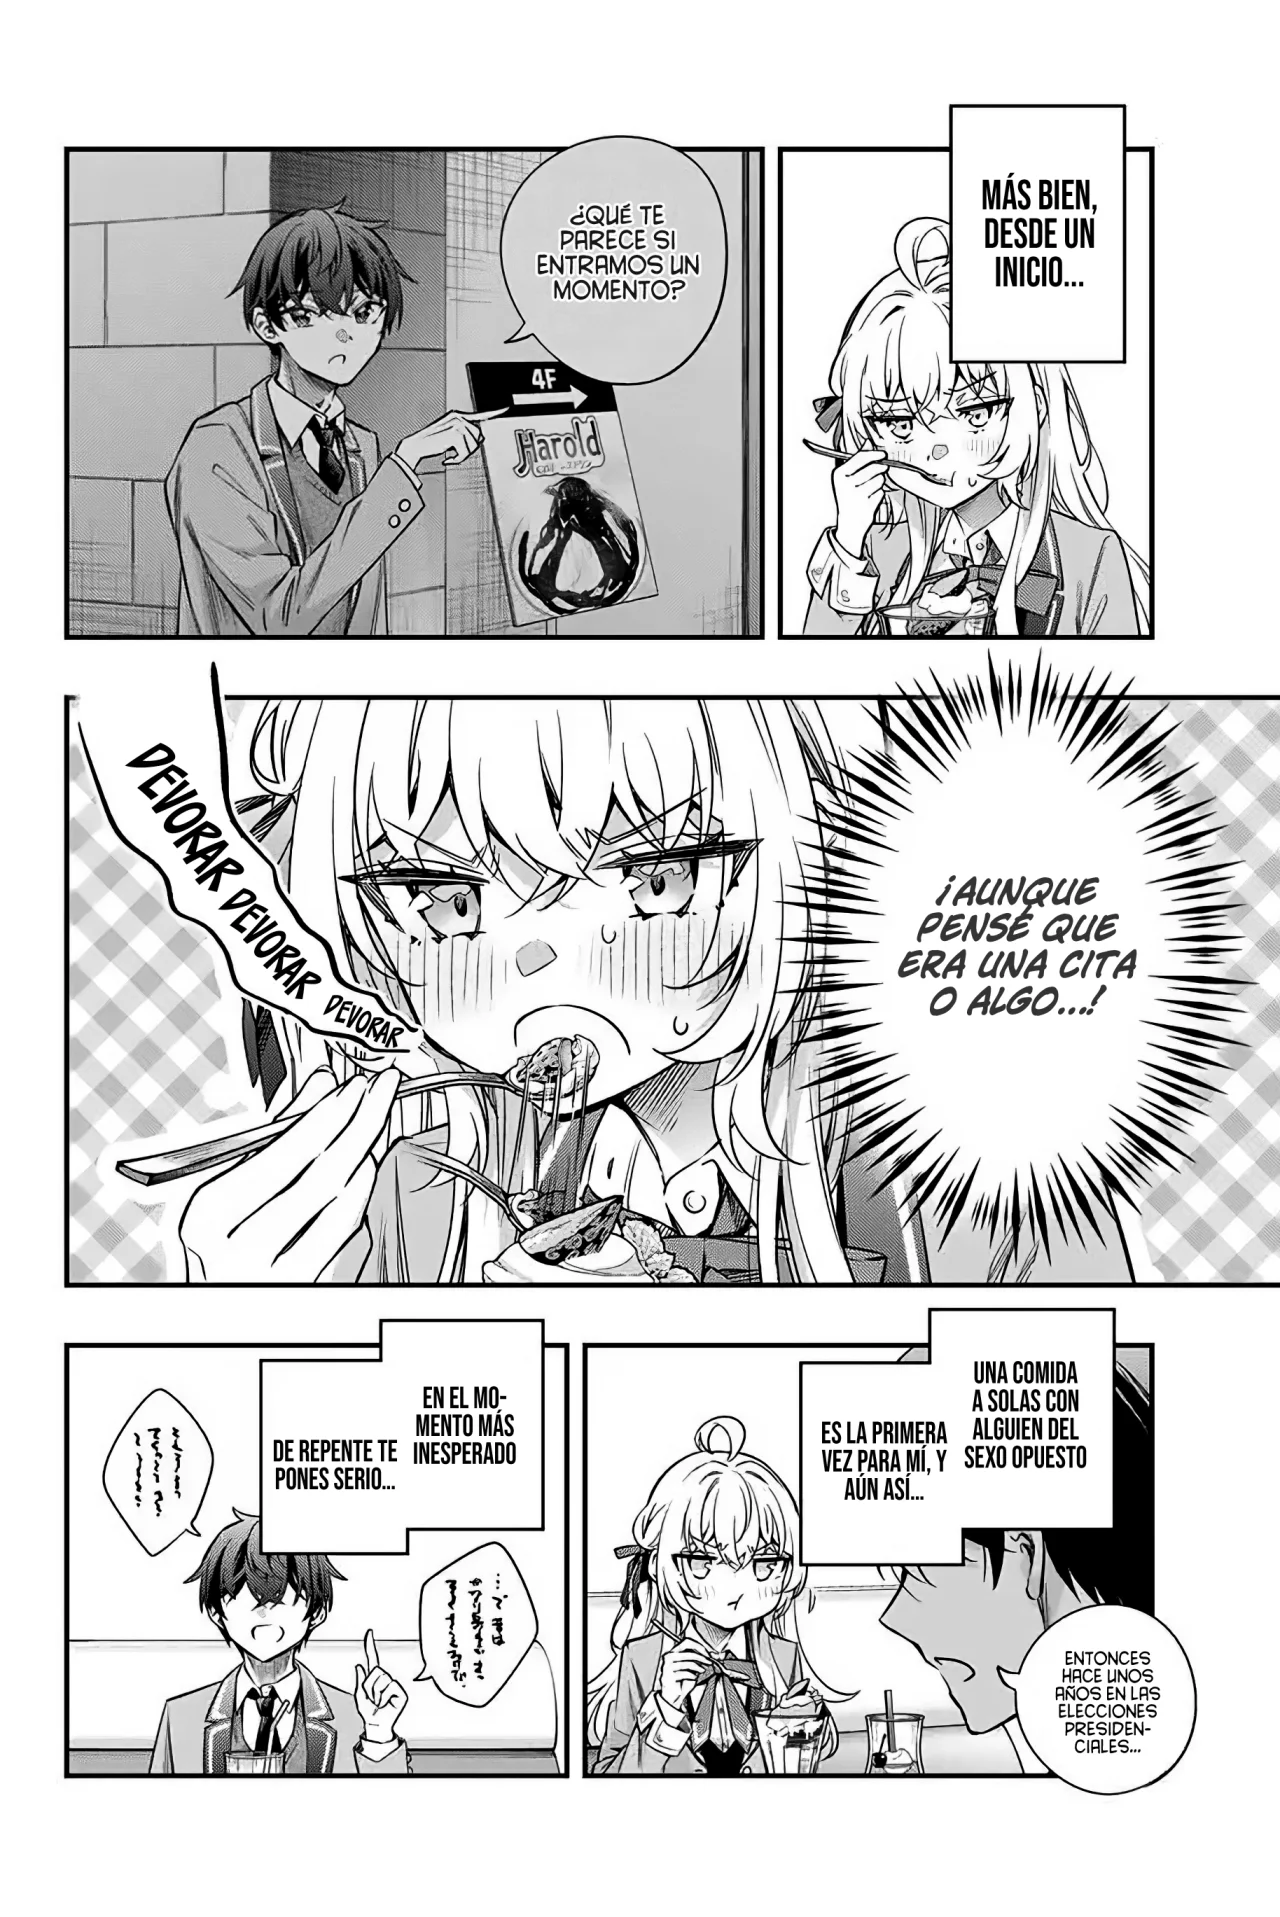 MÁS BIEN,
DESDE UN
INICIO...
¿QUÉ TE
PARECE SI
ENTRAMOS UN
MOMENTO?
4F
Harold
¡AUNQUE
PENSÉ QUE
ERA UNA CITA
O ALGO...!
DEVORAR
DEVORAR
DEVORAR
UNA COMIDA
A SOLAS CON
ALGUIEN DEL
SEXO OPUESTO
ES LA PRIMERA
VEZ PARA MÍ, Y
AÚN ASÍ...
ENTONCES
HACE UNOS
AÑOS EN LAS
ELECCIONES
PRESIDEN-
CIALES...
EN EL MO-
MENTO MÁS
INESPERADO
DE REPENTE TE
PONES SERIO...